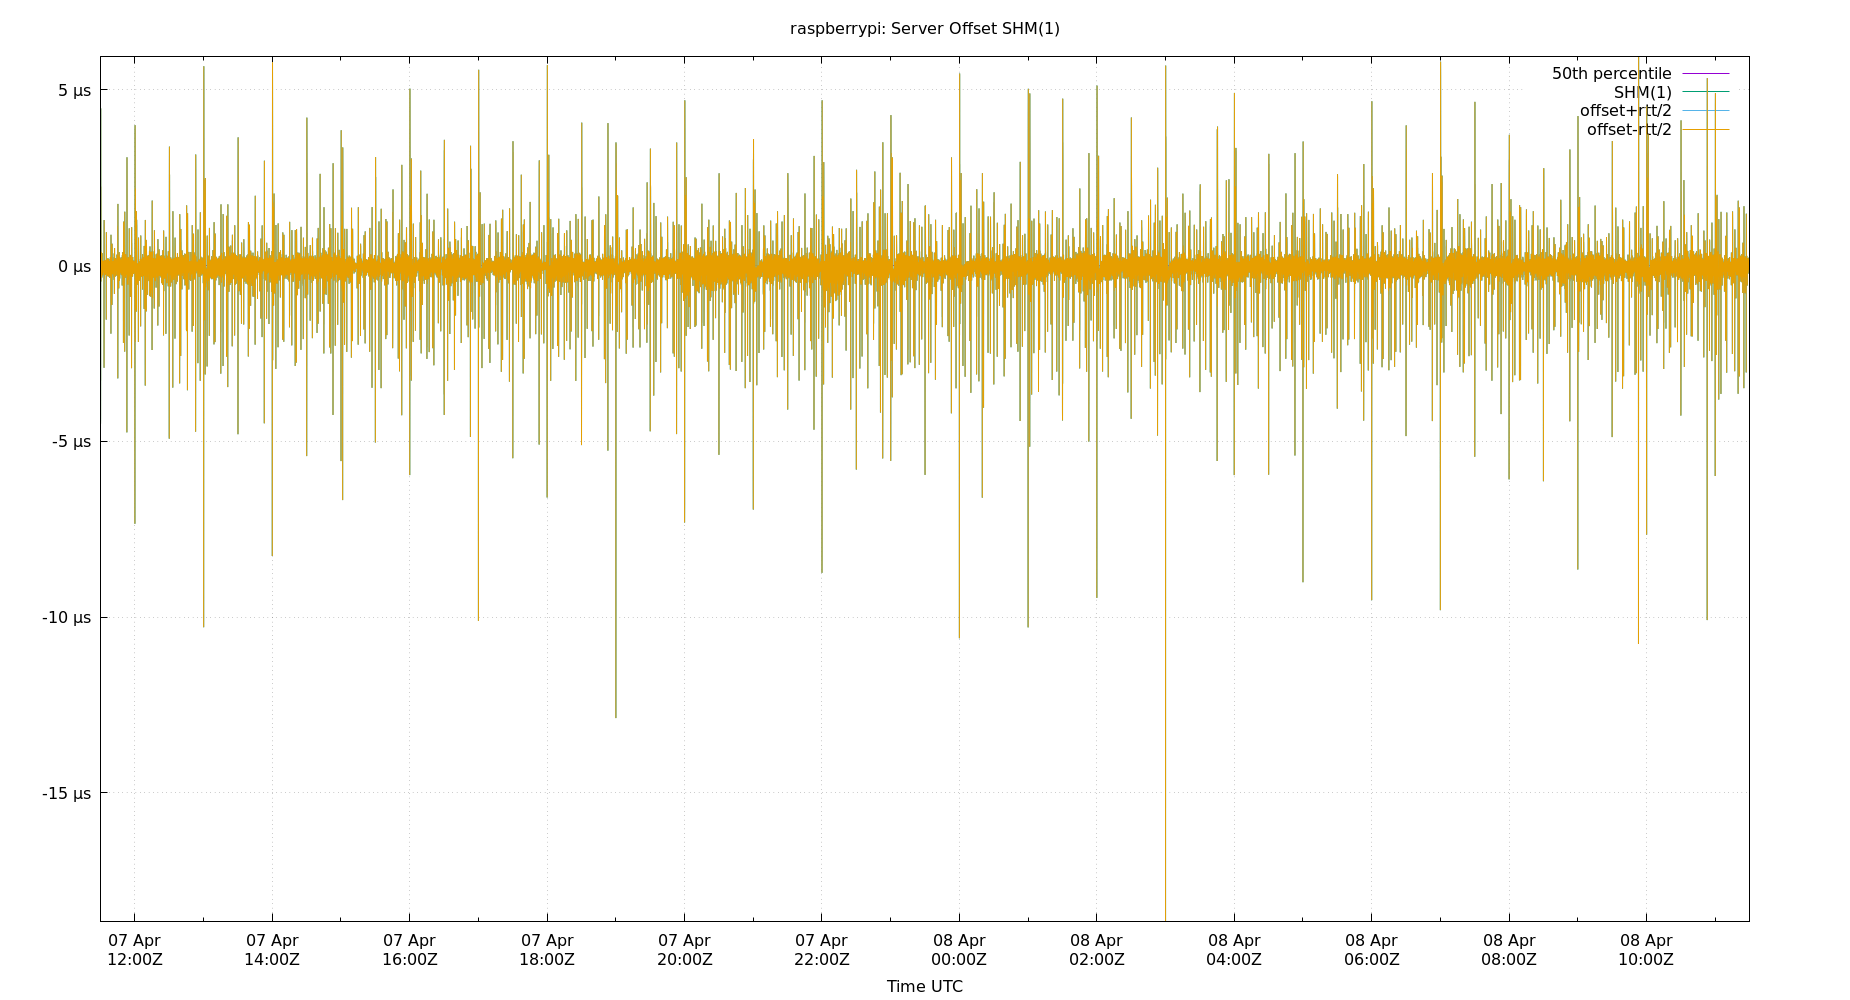 raspberrypi: Server Offset SHM(1)
50th percentile
SHM(1)
offset+rtt/2
offset-rtt/2
5 µs
0 µs
-5 µs
-10 µs
-15 µs
07 Apr 07 Apr 07 Apr 07 Apr 07 Apr 07 Apr 08 Apr 08 Apr 08 Apr 08 Apr 08 Apr 08 Apr
12:00Z 14:00Z 16:00Z 18:00Z 20:00Z 22:00Z 00:00Z 02:00Z 04:00Z 06:00Z 08:00Z 10:00Z
Time UTC